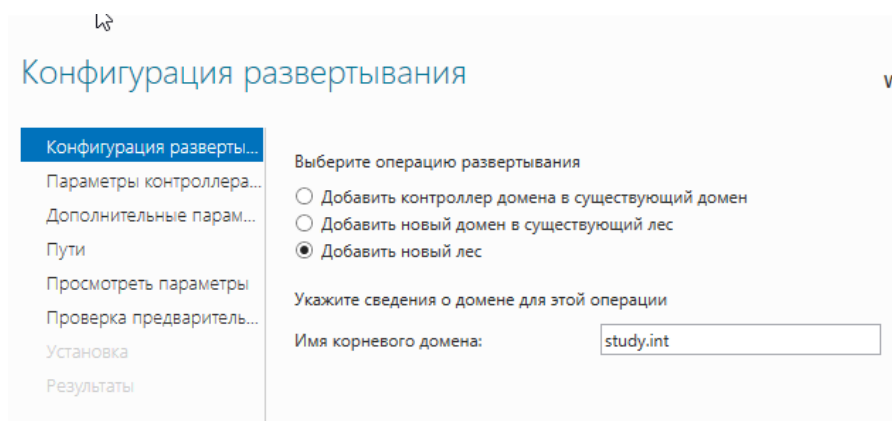 Конфигурация развертывания
Конфигурация разверты...
Параметры контроллера...
Дополнительные парам...
Пути
Просмотреть параметры
Проверка предваритель...
Установка
Результаты
Выберите операцию развертывания
Добавить контроллер домена в существующий домен
Добавить новый домен в существующий лес
Добавить новый лес
Укажите сведения о домене для этой операции
Имя корневого домена: study.int